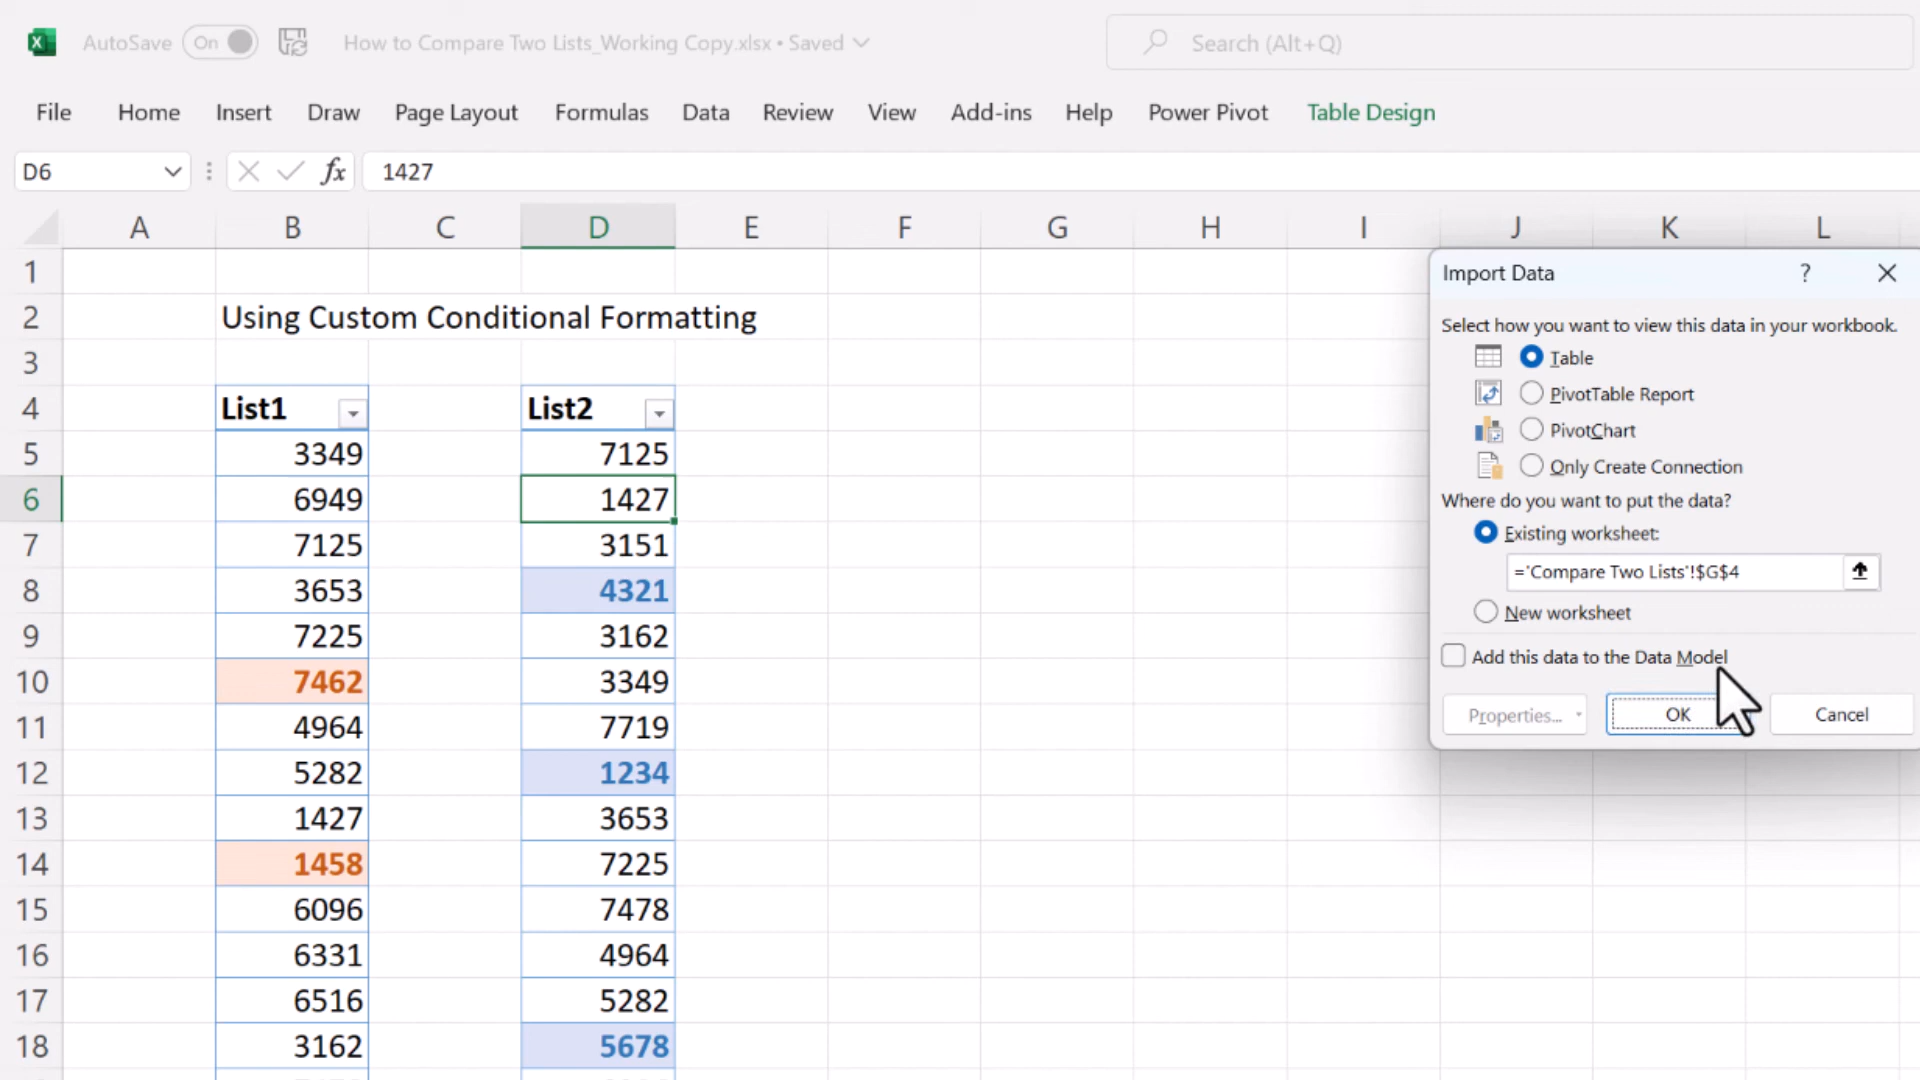 AutoSave On How to Compare Two Lists_Working Copy.xlsx • Saved Search (Alt+Q)
File Home Insert Draw Page Layout Formulas Data Review View Add-ins Help Power Pivot Table Design
D6 fx 1427
A B C D E F G H I J K L
1
2 Using Custom Conditional Formatting
3
4 List1 List2
5 3349 7125
6 6949 1427
7 7125 3151
8 3653 4321
9 7225 3162
10 7462 3349
11 4964 7719
12 5282 1234
13 1427 3653
14 1458 7225
15 6096 7478
16 6331 4964
17 6516 5282
18 3162 5678
Import Data ?
Select how you want to view this data in your workbook.
Table
PivotTable Report
PivotChart
Only Create Connection
Where do you want to put the data?
Existing worksheet:
='Compare Two Lists'!$G$4
New worksheet
Add this data to the Data Model
Properties... OK Cancel